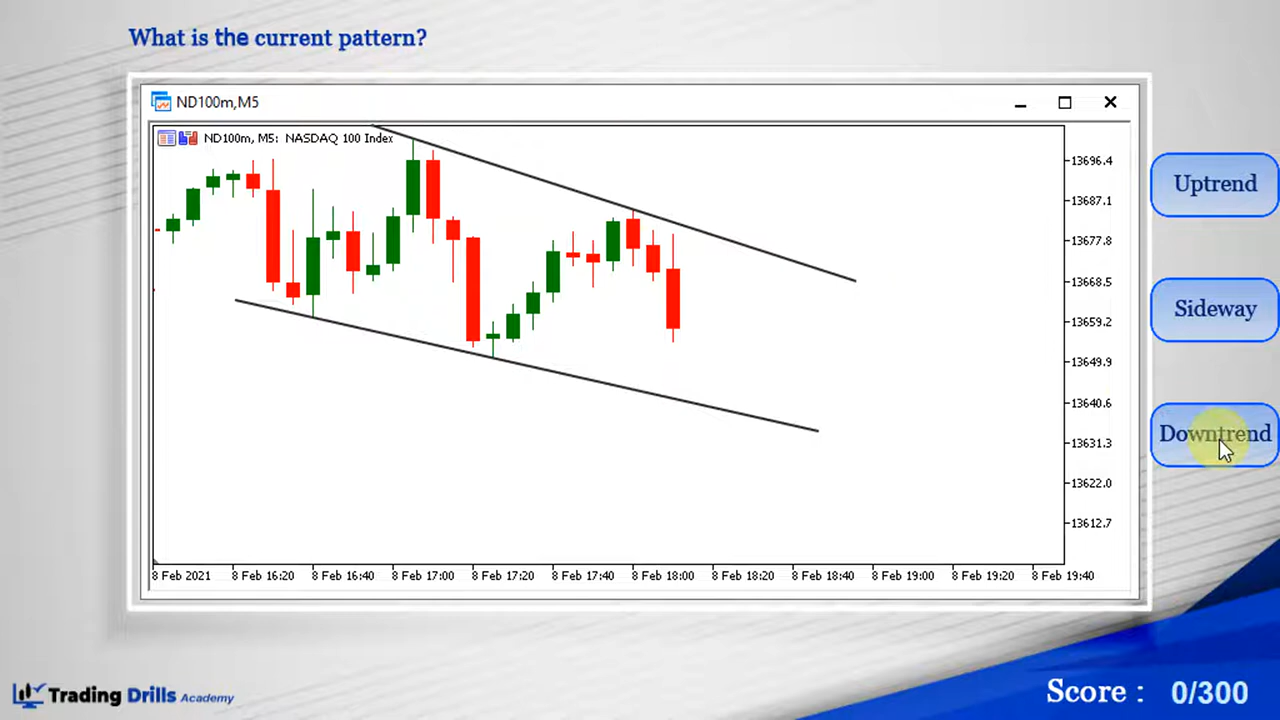 What is the current pattern?
ND100m,M5
ND100m, M5: NASDAQ 100 Index
13696.4
13687.1
13677.8
13668.5
13659.2
13649.9
13640.6
13631.3
13622.0
13612.7
8 Feb 2021 8 Feb 16:20 8 Feb 16:40 8 Feb 17:00 8 Feb 17:20 8 Feb 17:40 8 Feb 18:00 8 Feb 18:20 8 Feb 18:40 8 Feb 19:00 8 Feb 19:20 8 Feb 19:40
Uptrend
Sideway
Downtrend
Trading Drills Academy
Score : 0/300